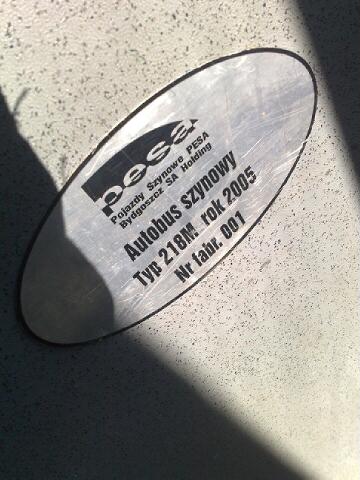 pesa
Pojazdy Szynowe PESA
Bydgoszcz SA Holding
Autobus szynowy
Typ 218M rok 2005
Nr fabr. 001